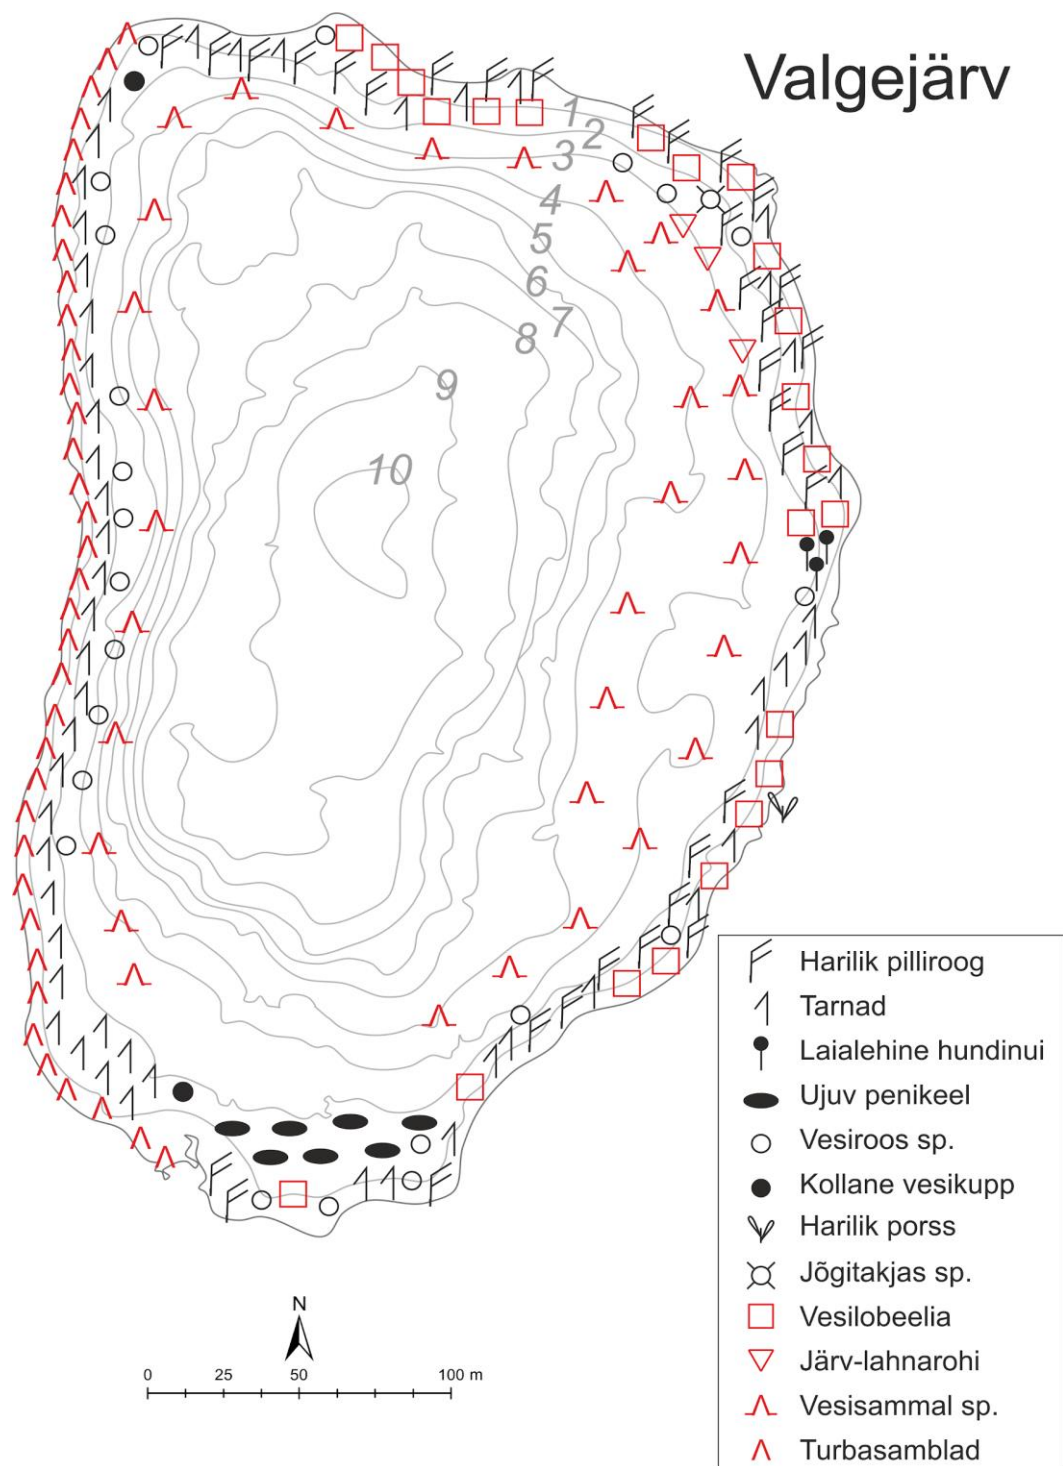 Valgejärv
1
2
3
4
5
6
7
8
9
10
Harilik pilliroog
Tarnad
Laialehine hundinui
Ujuv penikeel
Vesiroos sp.
Kollane vesikupp
Harilik porss
Jõgitakjas sp.
Vesilobeelia
Järv-lahnarohi
Vesisammal sp.
Turbasamblad
N
0 25 50 100 m